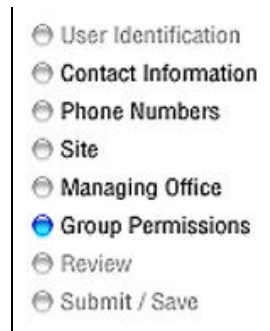 User Identification
Contact Information
Phone Numbers
Site
Managing Office
Group Permissions
Review
Submit / Save